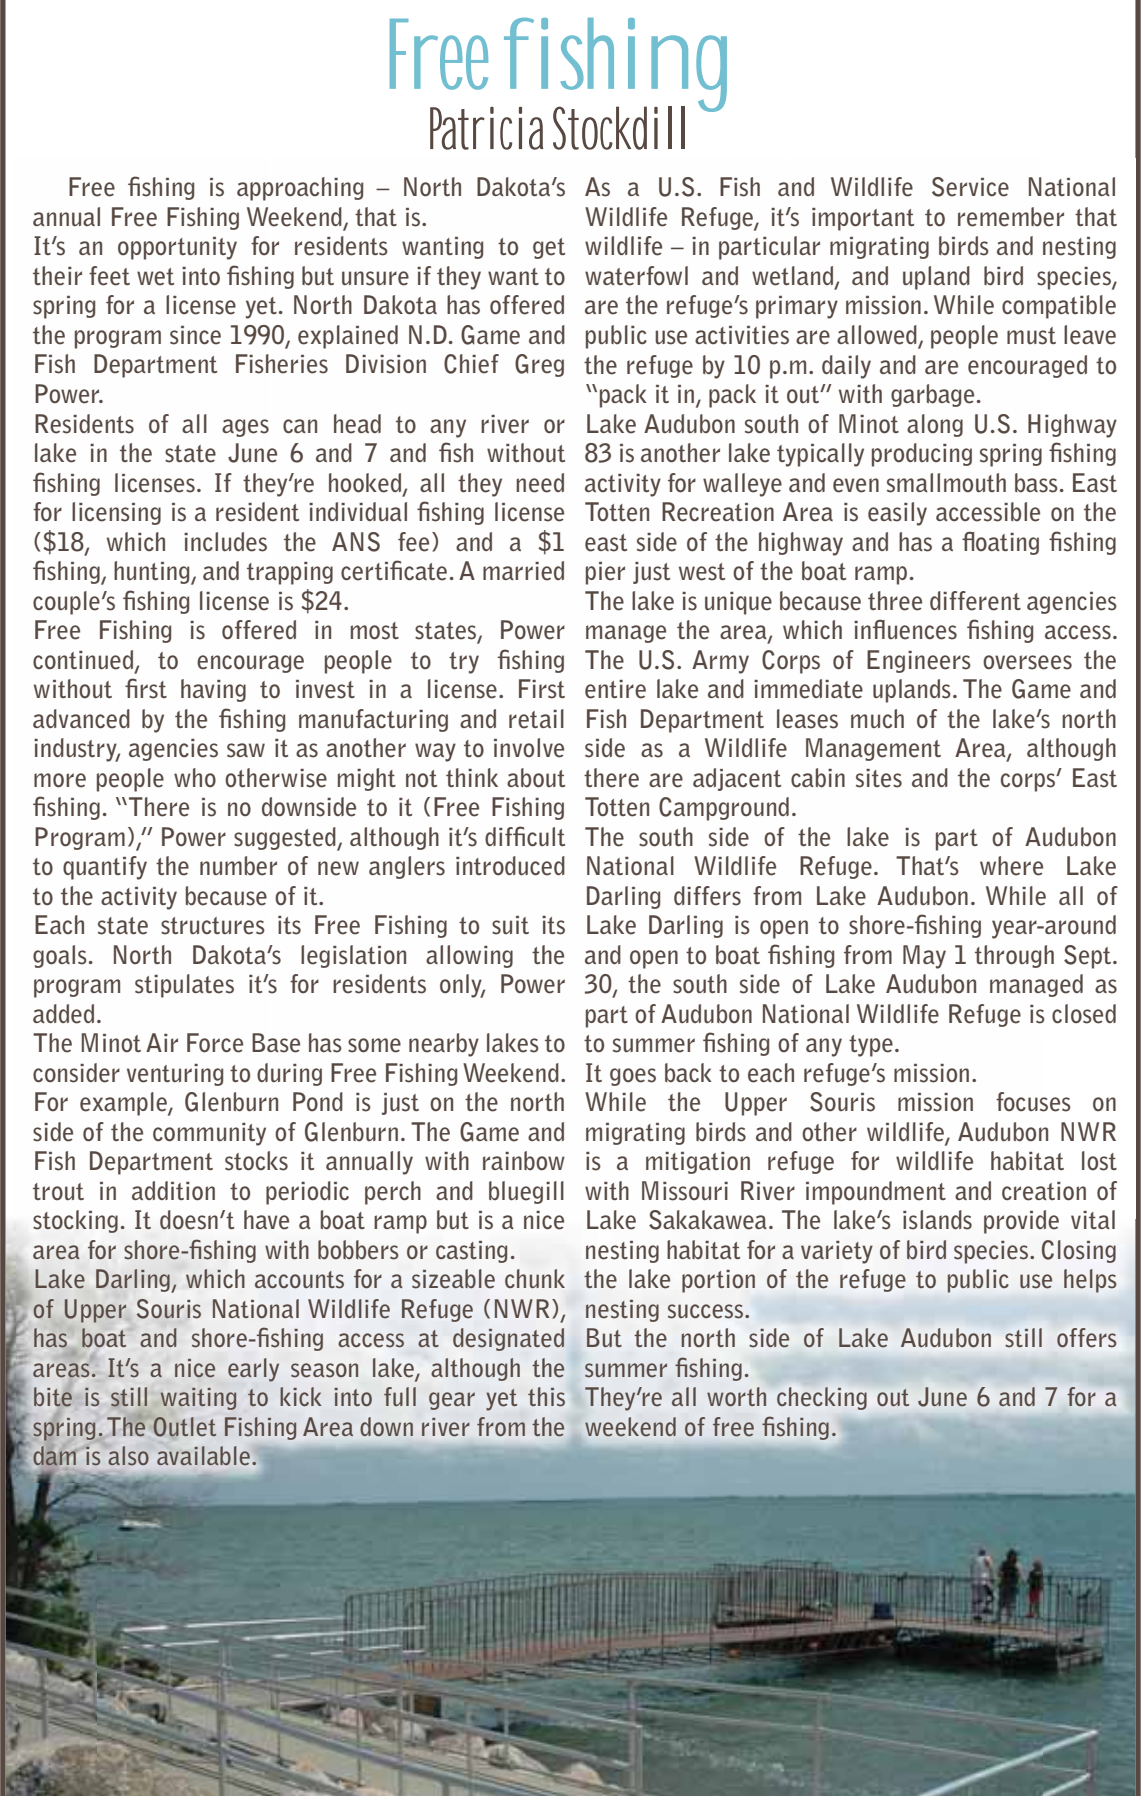 Free fishing
Patricia Stockdill
Free fishing is approaching – North Dakota's
annual Free Fishing Weekend, that is.
It's an opportunity for residents wanting to get
their feet wet into fishing but unsure if they want to
spring for a license yet. North Dakota has offered
the program since 1990, explained N.D. Game and
Fish Department Fisheries Division Chief Greg
Power.
Residents of all ages can head to any river or
lake in the state June 6 and 7 and fish without
fishing licenses. If they're hooked, all they need
for licensing is a resident individual fishing license
($18, which includes the ANS fee) and a $1
fishing, hunting, and trapping certificate. A married
couple's fishing license is $24.
Free Fishing is offered in most states, Power
continued, to encourage people to try fishing
without first having to invest in a license. First
advanced by the fishing manufacturing and retail
industry, agencies saw it as another way to involve
more people who otherwise might not think about
fishing. "There is no downside to it (Free Fishing
Program)," Power suggested, although it's difficult
to quantify the number of new anglers introduced
to the activity because of it.
Each state structures its Free Fishing to suit its
goals. North Dakota's legislation allowing the
program stipulates it's for residents only, Power
added.
The Minot Air Force Base has some nearby lakes to
consider venturing to during Free Fishing Weekend.
For example, Glenburn Pond is just on the north
side of the community of Glenburn. The Game and
Fish Department stocks it annually with rainbow
trout in addition to periodic perch and bluegill
stocking. It doesn't have a boat ramp but is a nice
area for shore-fishing with bobbers or casting.
Lake Darling, which accounts for a sizeable chunk
of Upper Souris National Wildlife Refuge (NWR),
has boat and shore-fishing access at designated
areas. It's a nice early season lake, although the
bite is still waiting to kick into full gear yet this
spring. The Outlet Fishing Area down river from the
dam is also available.
As a U.S. Fish and Wildlife Service National
Wildlife Refuge, it's important to remember that
wildlife – in particular migrating birds and nesting
waterfowl and wetland, and upland bird species,
are the refuge's primary mission. While compatible
public use activities are allowed, people must leave
the refuge by 10 p.m. daily and are encouraged to
"pack it in, pack it out" with garbage.
Lake Audubon south of Minot along U.S. Highway
83 is another lake typically producing spring fishing
activity for walleye and even smallmouth bass. East
Totten Recreation Area is easily accessible on the
east side of the highway and has a floating fishing
pier just west of the boat ramp.
The lake is unique because three different agencies
manage the area, which influences fishing access.
The U.S. Army Corps of Engineers oversees the
entire lake and immediate uplands. The Game and
Fish Department leases much of the lake's north
side as a Wildlife Management Area, although
there are adjacent cabin sites and the corps' East
Totten Campground.
The south side of the lake is part of Audubon
National Wildlife Refuge. That's where Lake
Darling differs from Lake Audubon. While all of
Lake Darling is open to shore-fishing year-around
and open to boat fishing from May 1 through Sept.
30, the south side of Lake Audubon managed as
part of Audubon National Wildlife Refuge is closed
to summer fishing of any type.
It goes back to each refuge's mission.
While the Upper Souris mission focuses on
migrating birds and other wildlife, Audubon NWR
is a mitigation refuge for wildlife habitat lost
with Missouri River impoundment and creation of
Lake Sakakawea. The lake's islands provide vital
nesting habitat for a variety of bird species. Closing
the lake portion of the refuge to public use helps
nesting success.
But the north side of Lake Audubon still offers
summer fishing.
They're all worth checking out June 6 and 7 for a
weekend of free fishing.